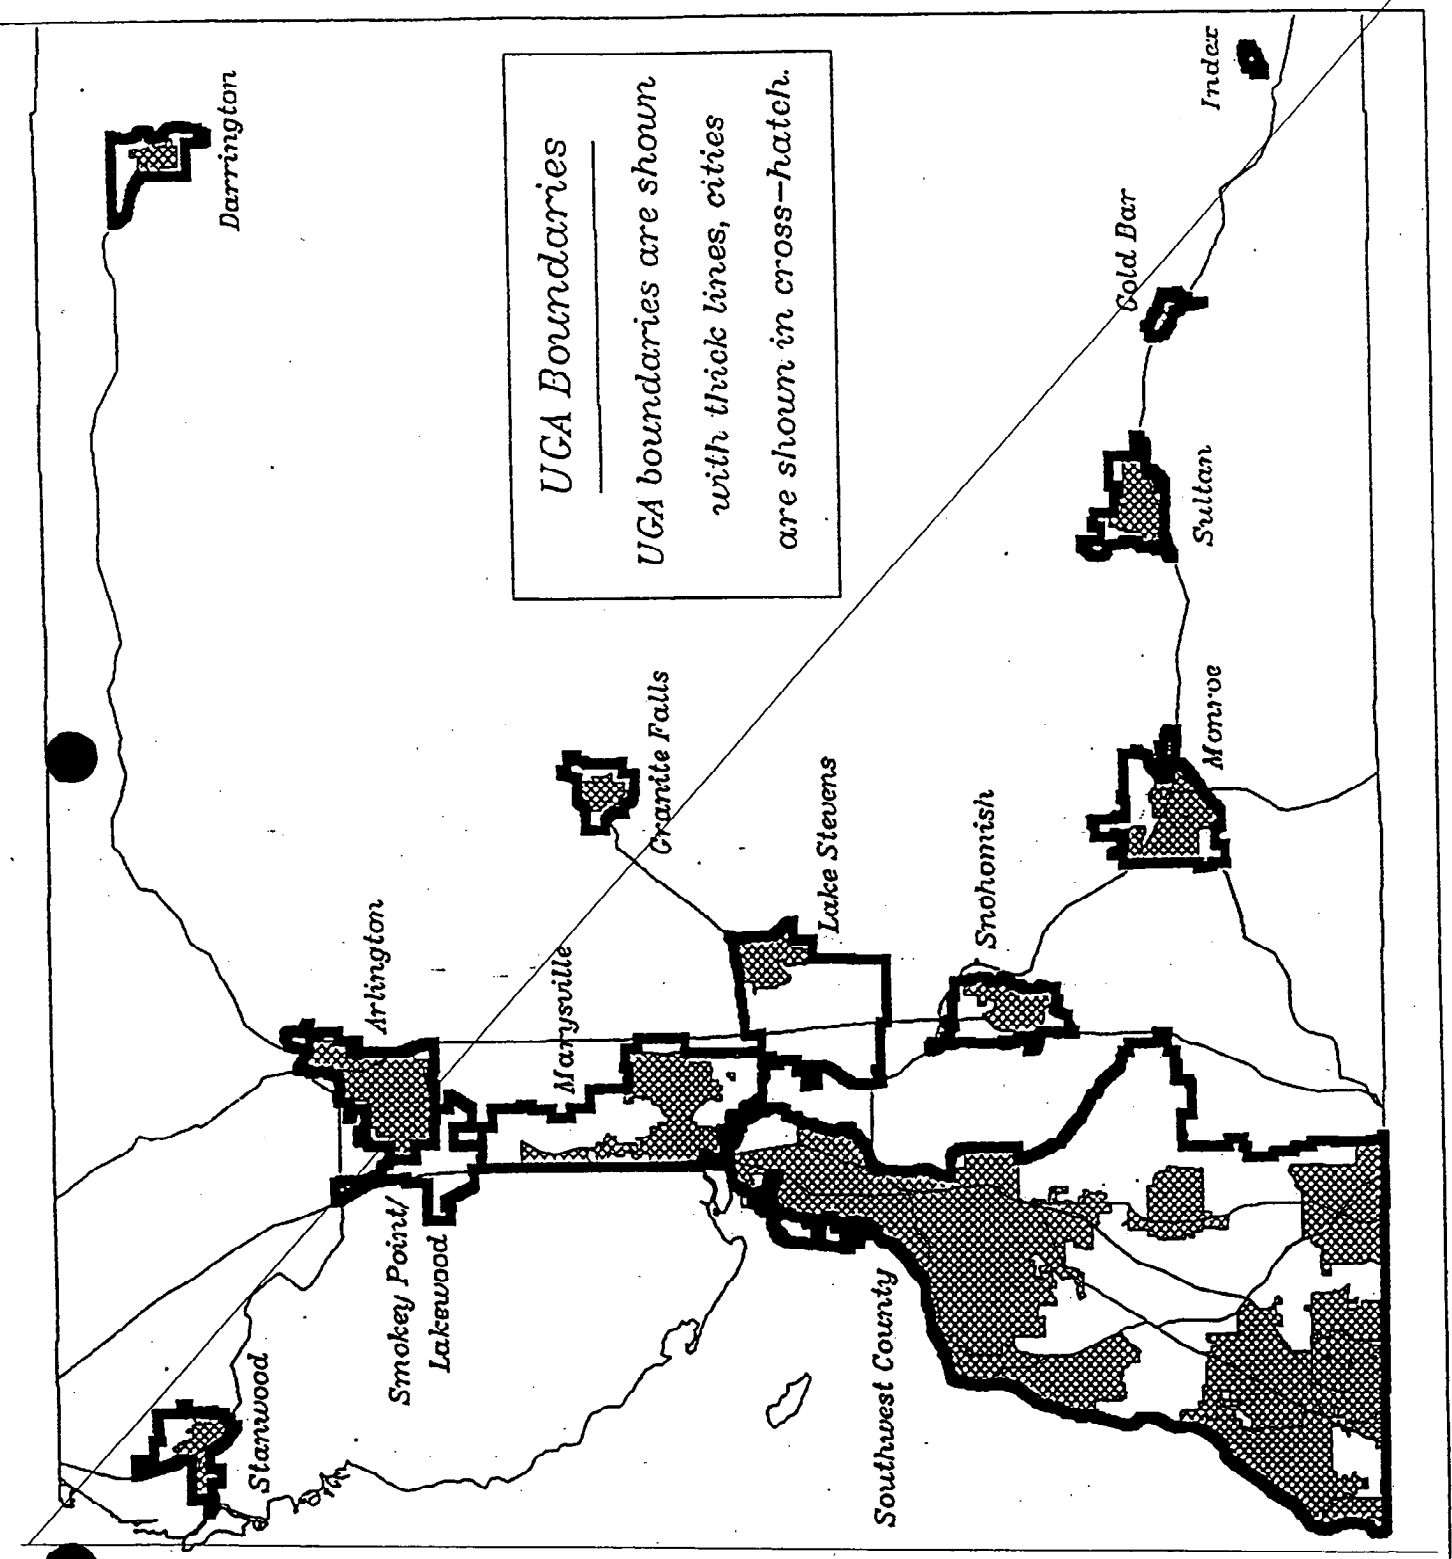 UGA Boundaries
UGA boundaries are shown
with thick lines, cities
are shown in cross-hatch.
Stanwood
Darrington
Arlington
Smokey Point/
Lakewood
Marysville
Granite Falls
Lake Stevens
Southwest County
Snohomish
Monroe
Sultan
Gold Bar
Index